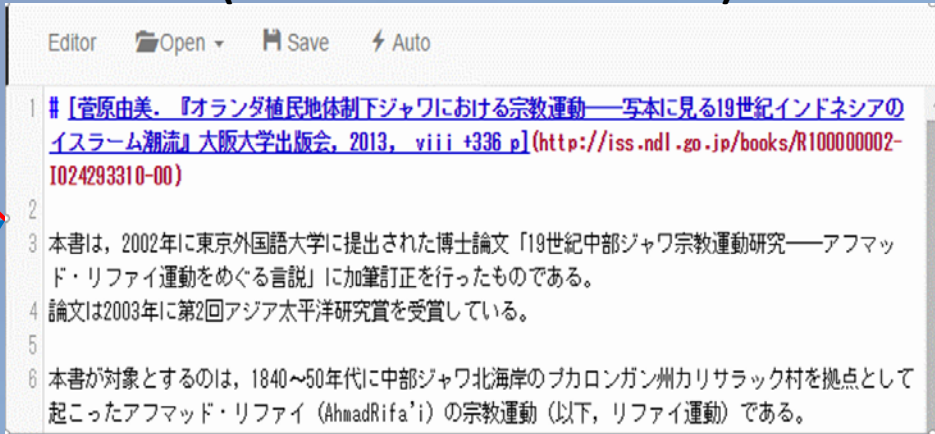 Editor Open Save Auto
1 # [菅原由美. 『オランダ植民地体制下ジャワにおける宗教運動――写本に見る19世紀インドネシアの
イスラーム潮流』大阪大学出版会, 2013, viii +336 p](http://iss.ndl.go.jp/books/R100000002-
I024293310-00)
2
3 本書は, 2002年に東京外国語大学に提出された博士論文「19世紀中部ジャワ宗教運動研究――アフマッ
ド・リファイ運動をめぐる言説」に加筆訂正を行ったものである。
4 論文は2003年に第2回アジア太平洋研究賞を受賞している。
5
6 本書が対象とするのは, 1840～50年代に中部ジャワ北海岸のプカロンガン州カリサラック村を拠点として
起こったアフマッド・リファイ (AhmadRifa'i) の宗教運動 (以下, リファイ運動) である。